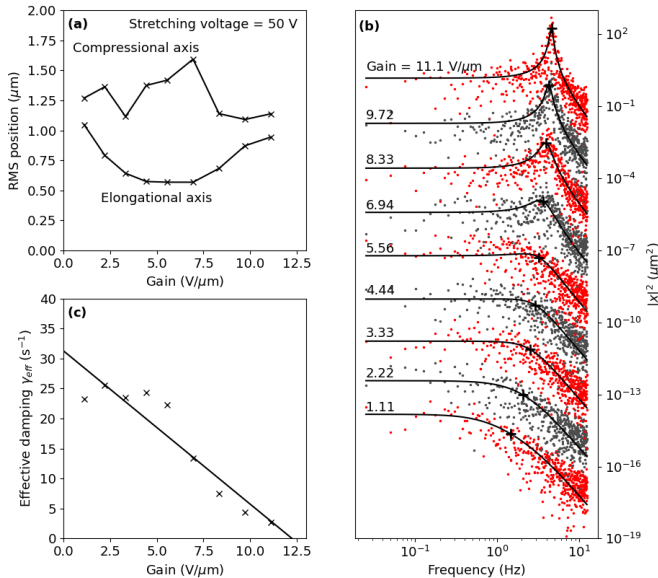 (a) Stretching voltage = 50 V
Compressional axis
Elongational axis
RMS position (μm)
2.00
1.75
1.50
1.25
1.00
0.75
0.50
0.25
0.00
0.0 2.5 5.0 7.5 10.0 12.5
Gain (V/μm)
(c)
Effective damping γeff (s⁻¹)
40
35
30
25
20
15
10
5
0
0.0 2.5 5.0 7.5 10.0 12.5
Gain (V/μm)
(b)
Gain = 11.1 V/μm
9.72
8.33
6.94
5.56
4.44
3.33
2.22
1.11
10²
10⁻¹
10⁻⁴
10⁻⁷
10⁻¹⁰
10⁻¹³
10⁻¹⁶
10⁻¹⁹
|x|² (μm²)
10⁻¹ 10⁰ 10¹
Frequency (Hz)